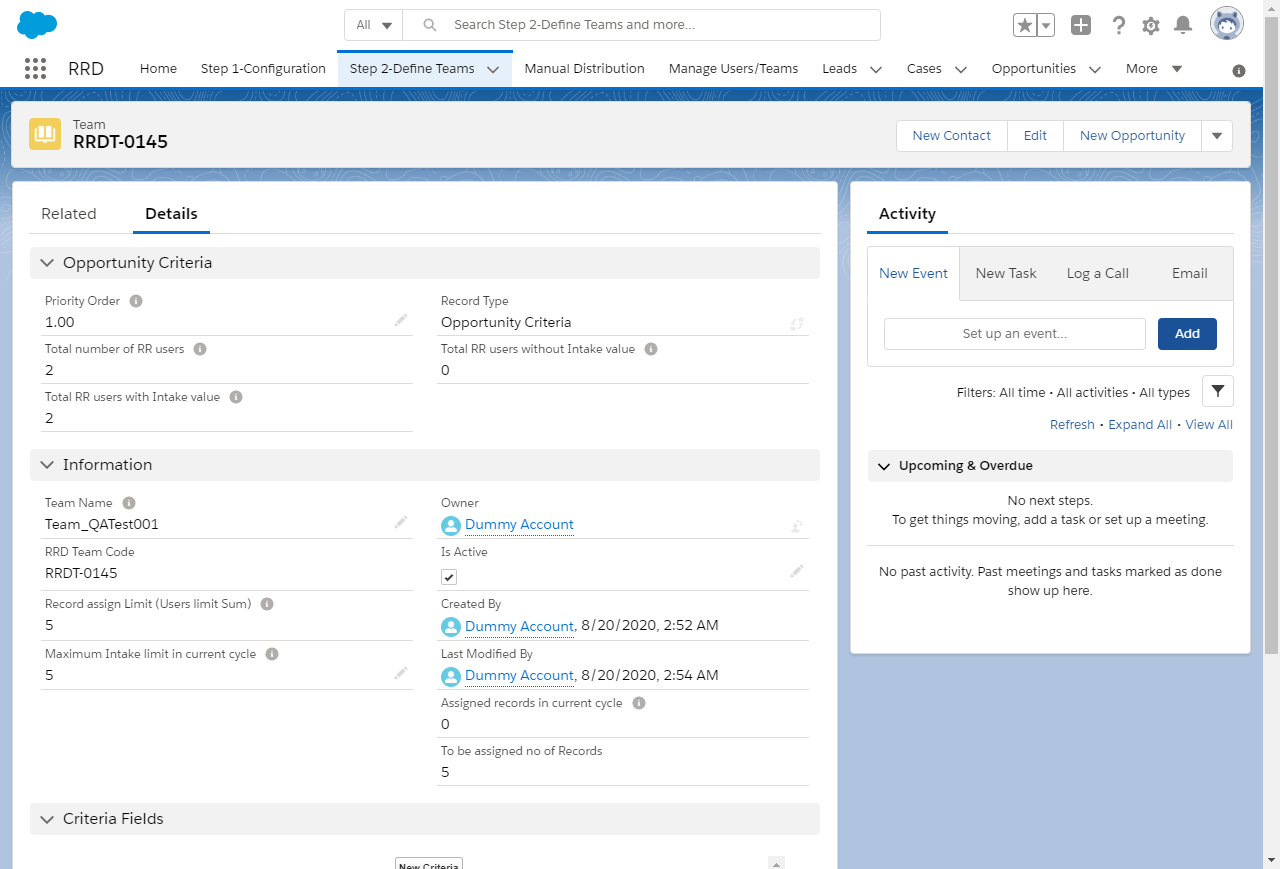 All
Search Step 2-Define Teams and more...
RRD
Home
Step 1-Configuration
Step 2-Define Teams
Manual Distribution
Manage Users/Teams
Leads
Cases
Opportunities
More
Team
RRDT-0145
New Contact
Edit
New Opportunity
Related
Details
Opportunity Criteria
Priority Order
1.00
Record Type
Opportunity Criteria
Total number of RR users
2
Total RR users without Intake value
0
Total RR users with Intake value
2
Information
Team Name
Team_QATest001
Owner
Dummy Account
RRD Team Code
RRDT-0145
Is Active
Record assign Limit (Users limit Sum)
5
Created By
Dummy Account, 8/20/2020, 2:52 AM
Maximum Intake limit in current cycle
5
Last Modified By
Dummy Account, 8/20/2020, 2:54 AM
Assigned records in current cycle
0
To be assigned no of Records
5
Criteria Fields
New Criteria
Activity
New Event
New Task
Log a Call
Email
Set up an event...
Add
Filters: All time • All activities • All types
Refresh • Expand All • View All
Upcoming & Overdue
No next steps.
To get things moving, add a task or set up a meeting.
No past activity. Past meetings and tasks marked as done
show up here.